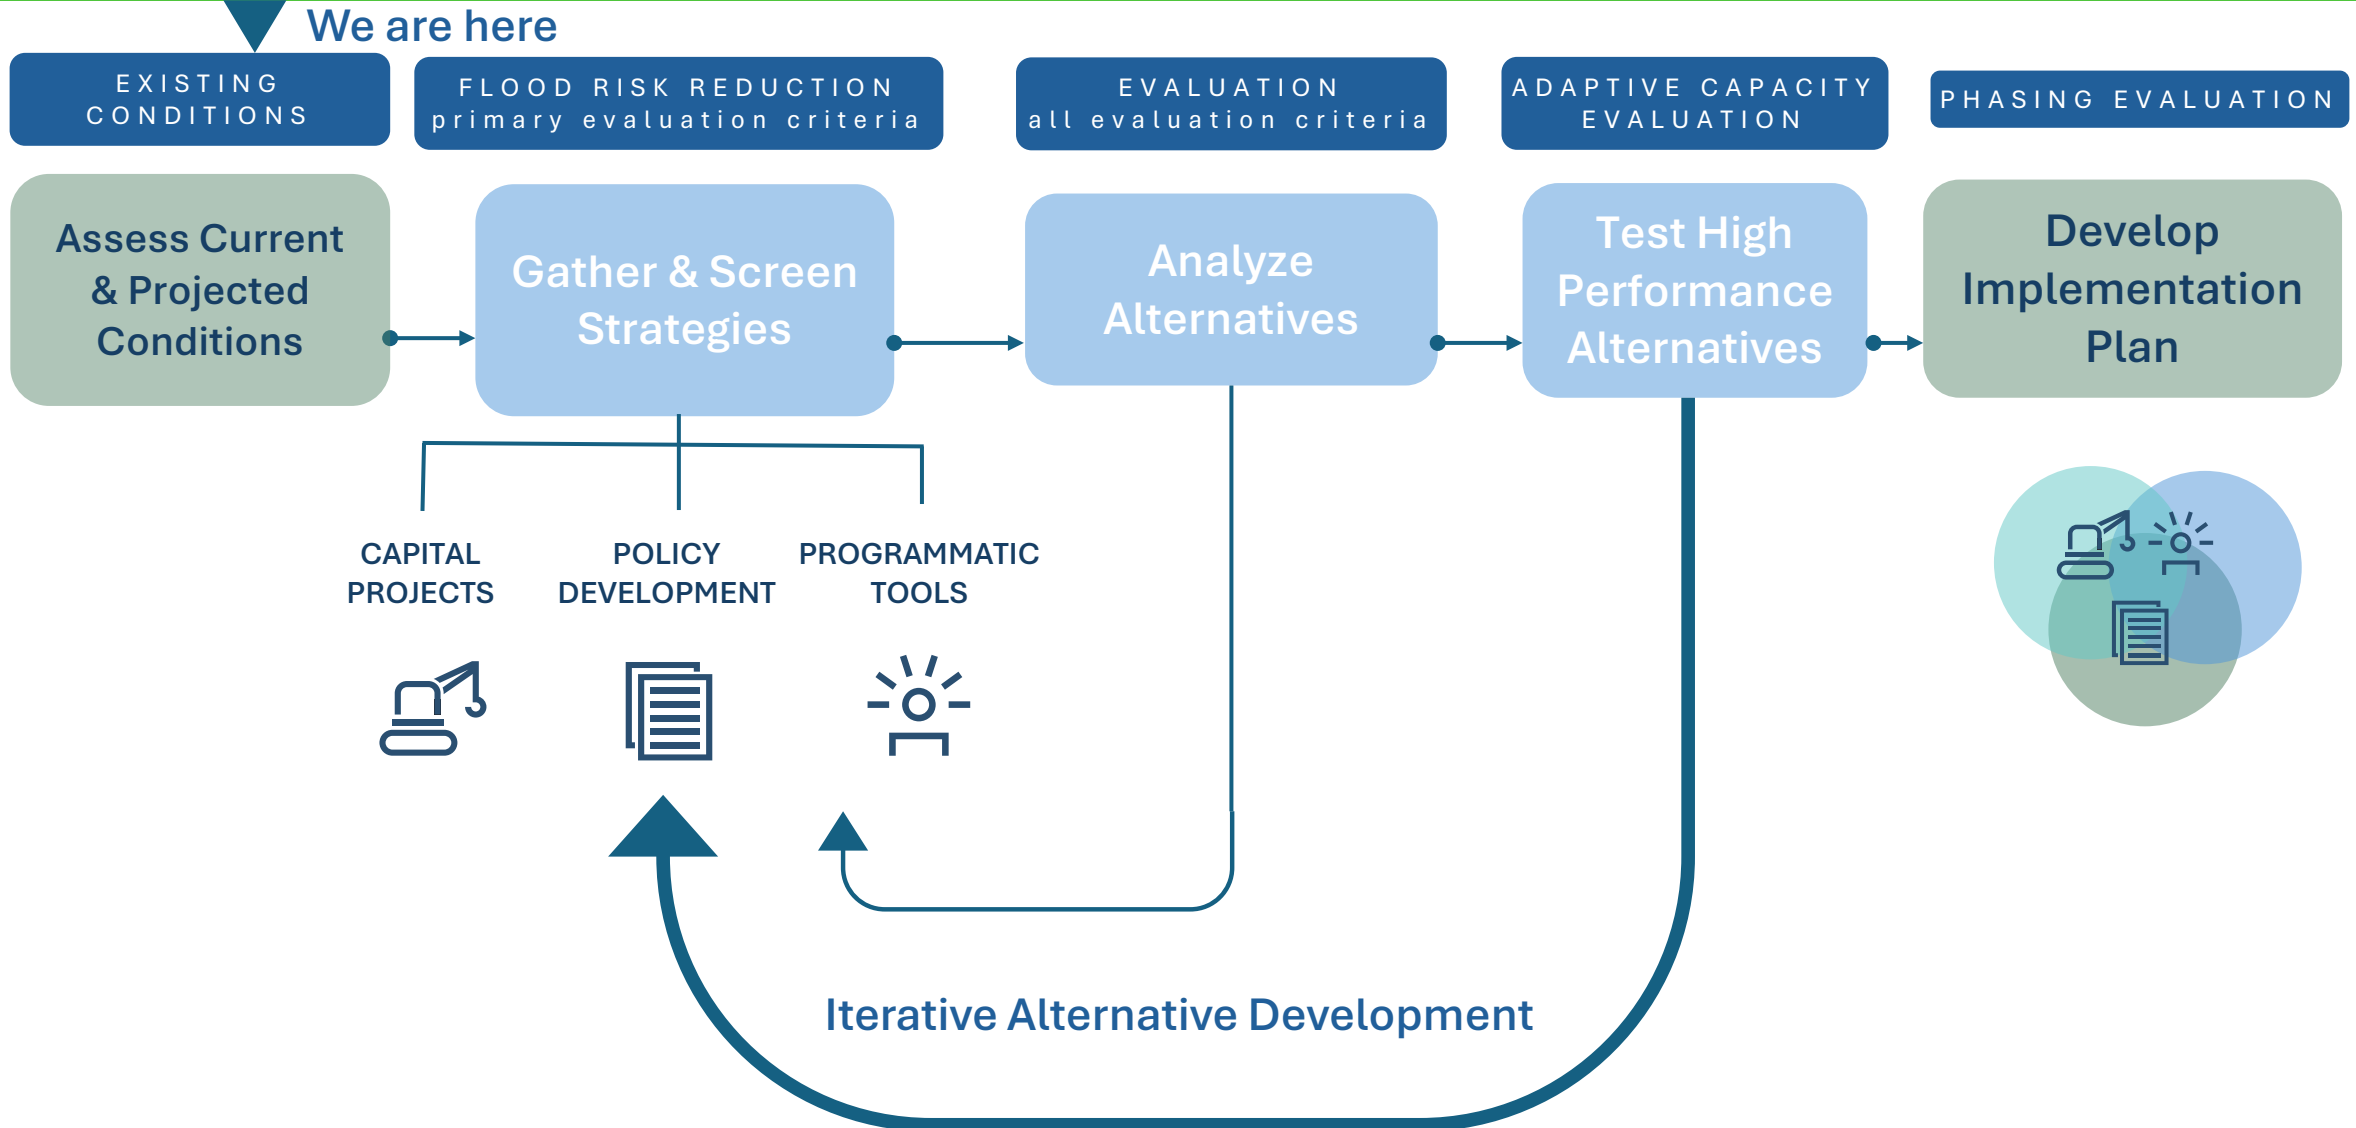 We are here
EXISTING
CONDITIONS
FLOOD RISK REDUCTION
primary evaluation criteria
EVALUATION
all evaluation criteria
ADAPTIVE CAPACITY
EVALUATION
PHASING EVALUATION
Assess Current
& Projected
Conditions
Gather & Screen
Strategies
Analyze
Alternatives
Test High
Performance
Alternatives
Develop
Implementation
Plan
CAPITAL
PROJECTS
POLICY
DEVELOPMENT
PROGRAMMATIC
TOOLS
Iterative Alternative Development